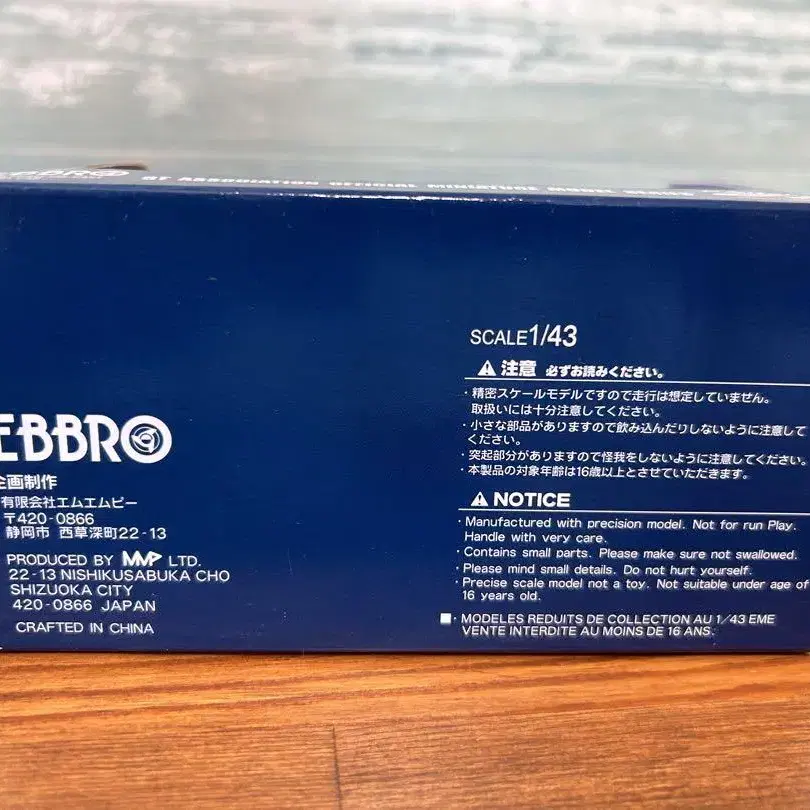 EBBRO GT ASSOCIATION OFFICIAL MINIATURE MODEL
SCALE1/43
注意 必ずお読みください。
・精密スケールモデルですので走行は想定していません。
取扱いには十分注意してください。
・小さな部品がありますので飲み込んだりしないように注意して
ください。
・突起部分がありますので怪我をしないように注意してください。
・本製品の対象年齢は16歳以上とさせていただきます。
NOTICE
・Manufactured with precision model. Not for run Play.
Handle with very care.
・Contains small parts. Please make sure not swallowed.
・Please mind small details. Do not hurt yourself.
・Precise scale model not a toy. Not suitable under age of
16 years old.
■・MODELES REDUITS DE COLLECTION AU 1/43 EME
VENTE INTERDITE AU MOINS DE 16 ANS.
EBBRO
企画制作
有限会社エムエムピー
〒420-0866
静岡市 西草深町22-13
PRODUCED BY MMP LTD.
22-13 NISHIKUSABUKA CHO
SHIZUOKA CITY
420-0866 JAPAN
CRAFTED IN CHINA